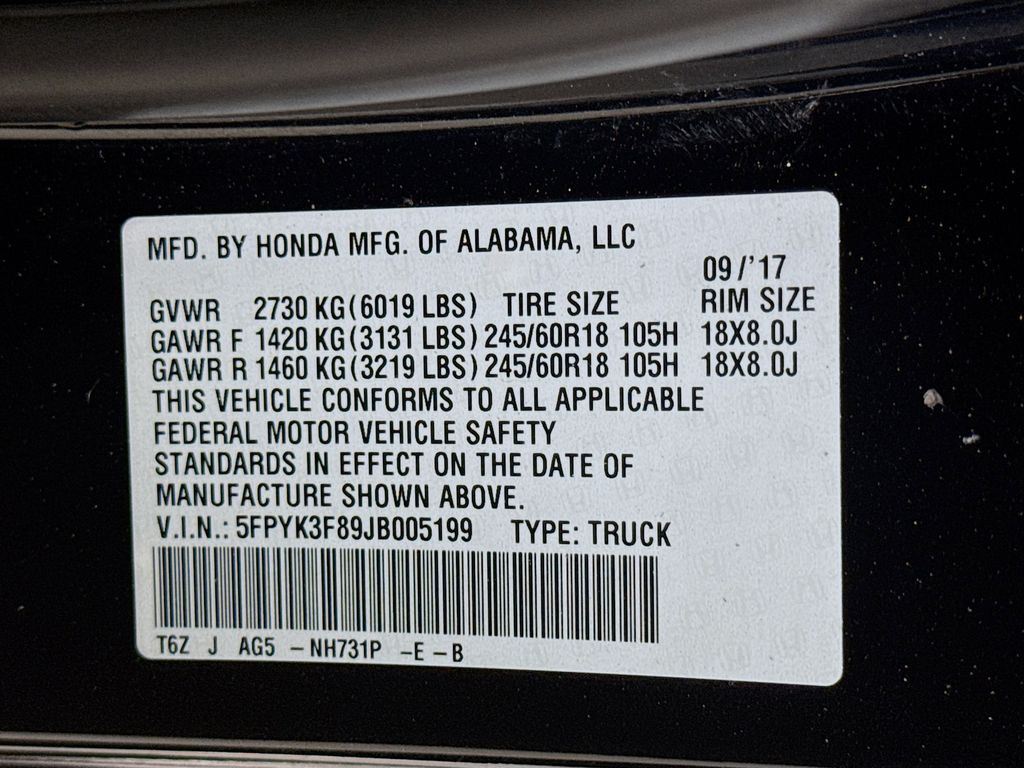 MFD. BY HONDA MFG. OF ALABAMA, LLC
09/'17
GVWR 2730 KG (6019 LBS) TIRE SIZE RIM SIZE
GAWR F 1420 KG (3131 LBS) 245/60R18 105H 18X8.0J
GAWR R 1460 KG (3219 LBS) 245/60R18 105H 18X8.0J
THIS VEHICLE CONFORMS TO ALL APPLICABLE
FEDERAL MOTOR VEHICLE SAFETY
STANDARDS IN EFFECT ON THE DATE OF
MANUFACTURE SHOWN ABOVE.
V.I.N.: 5FPYK3F89JB005199 TYPE: TRUCK
T6Z J AG5 – NH731P –E – B